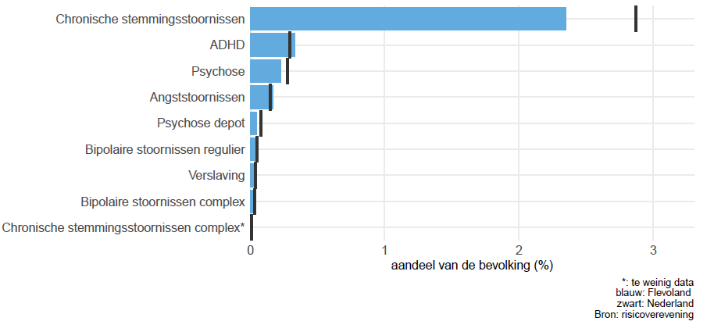 Chronische stemmingsstoornissen
ADHD
Psychose
Angststoornissen
Psychose depot
Bipolaire stoornissen regulier
Verslaving
Bipolaire stoornissen complex
Chronische stemmingsstoornissen complex*
0 1 2 3
aandeel van de bevolking (%)
*: te weinig data
blauw: Flevoland
zwart: Nederland
Bron: risicoverevening